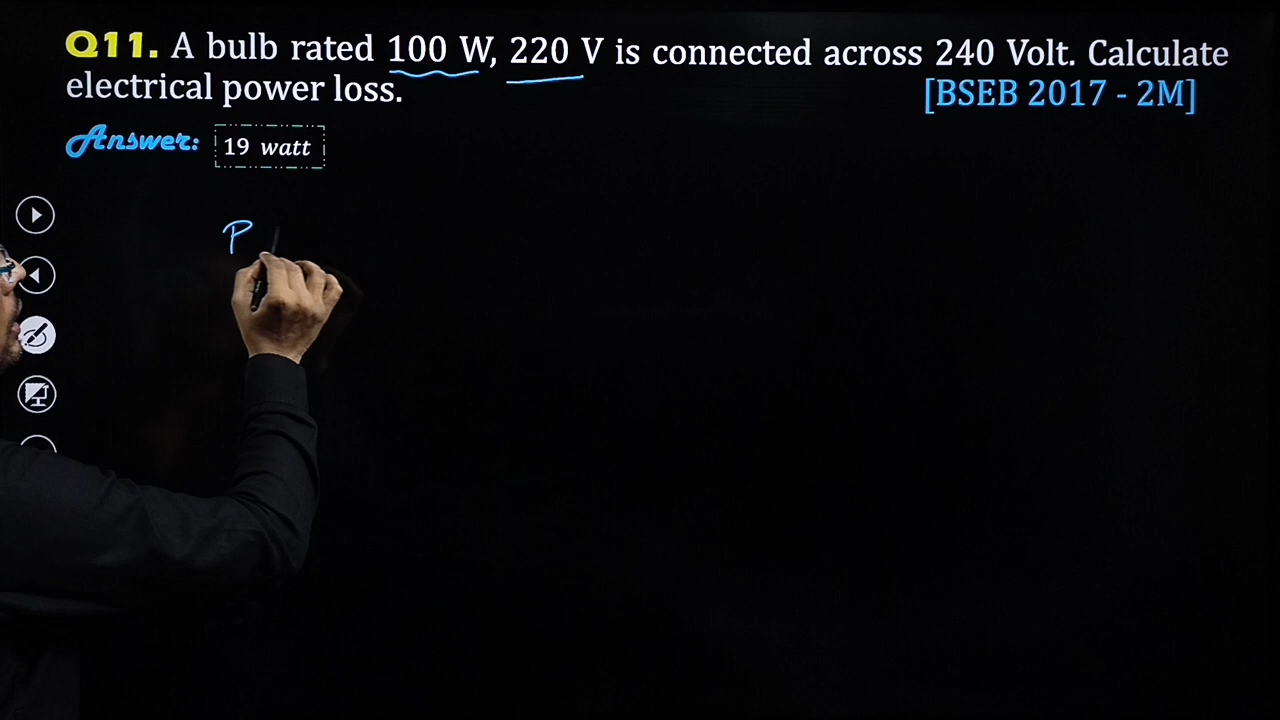 Q11. A bulb rated 100 W, 220 V is connected across 240 Volt. Calculate
electrical power loss. [BSEB 2017 - 2M]
Answer: 19 watt
P